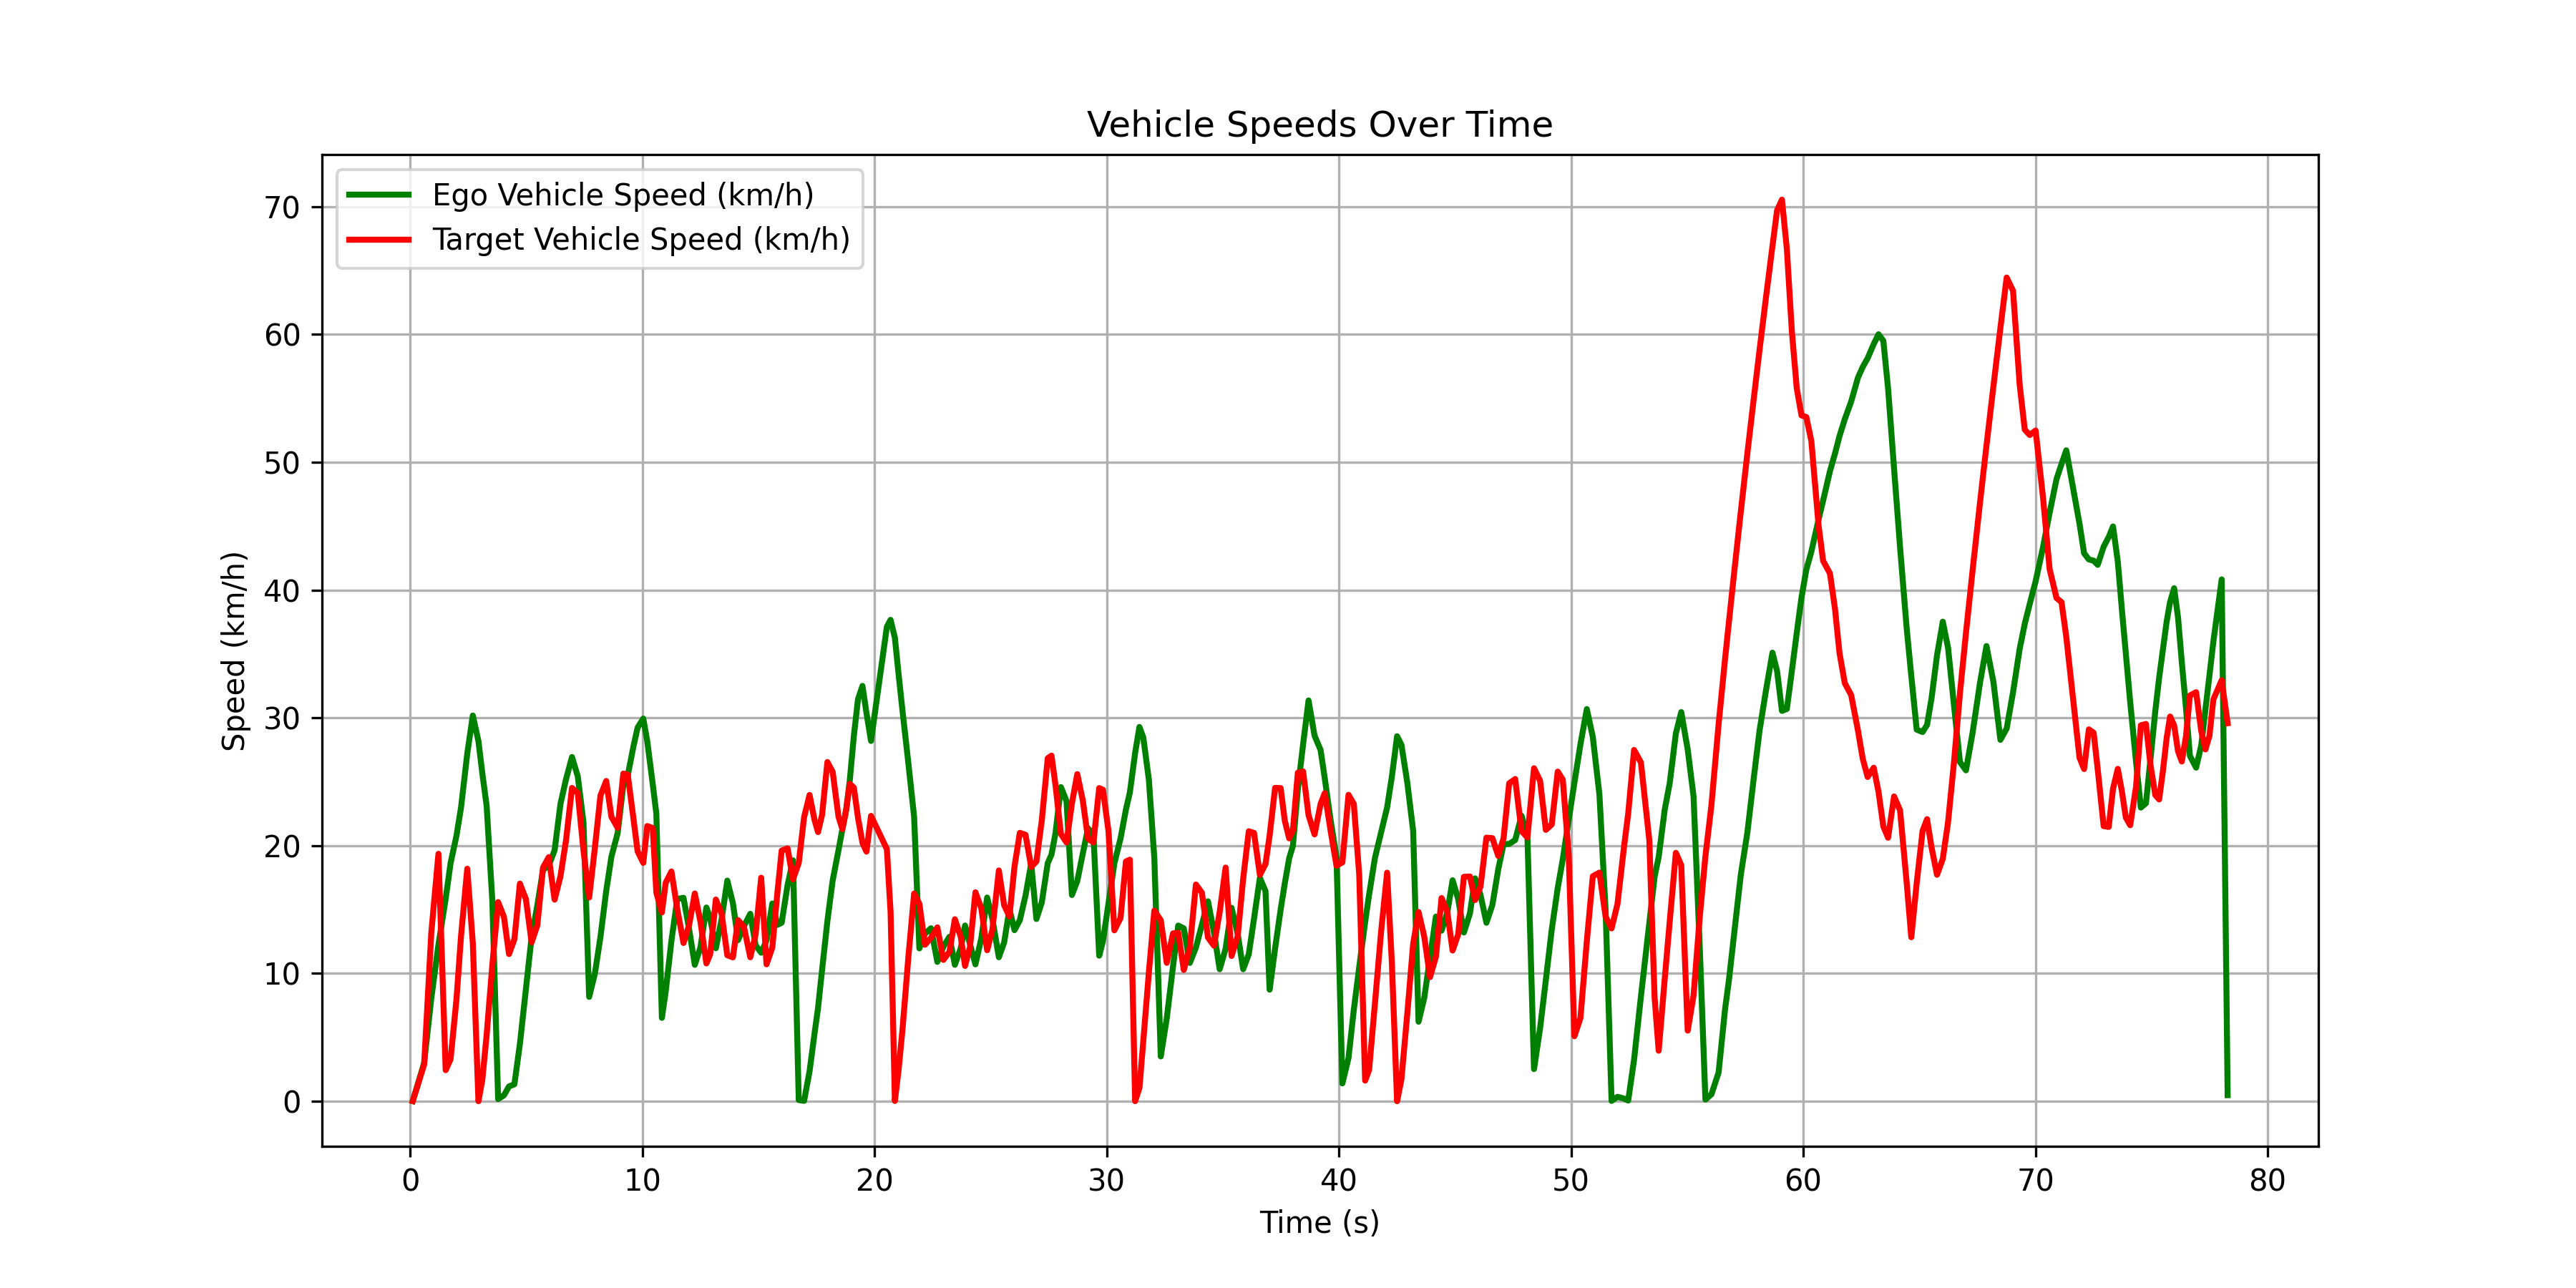 Vehicle Speeds Over Time
Ego Vehicle Speed (km/h)
Target Vehicle Speed (km/h)
70
60
50
40
30
20
10
0
Speed (km/h)
0 10 20 30 40 50 60 70 80
Time (s)